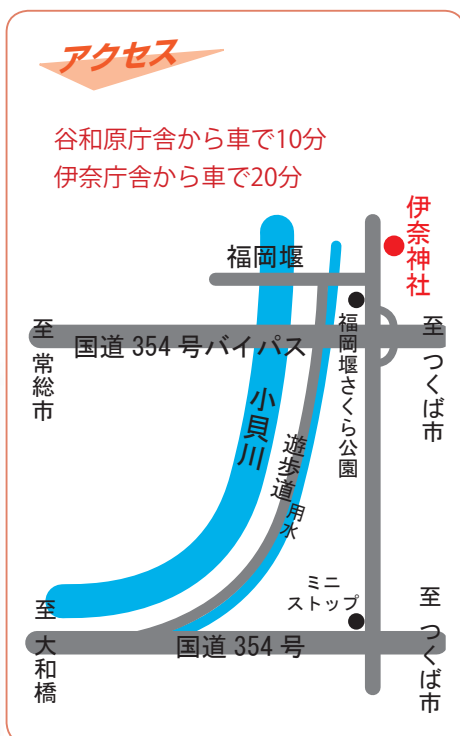 アクセス
谷和原庁舎から車で10分
伊奈庁舎から車で20分
伊奈神社
福岡堰
至 常総市
国道 354 号バイパス
福岡堰さくら公園
至 つくば市
小貝川
遊歩道
用水
ミニ
ストップ
至 大和橋
国道 354 号
至 つくば市